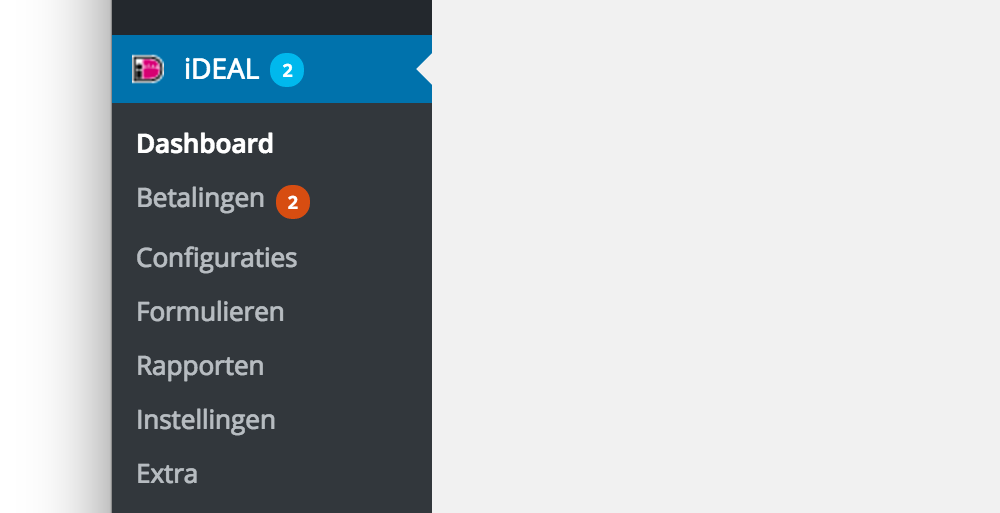 iDEAL 2
Dashboard
Betalingen 2
Configuraties
Formulieren
Rapporten
Instellingen
Extra